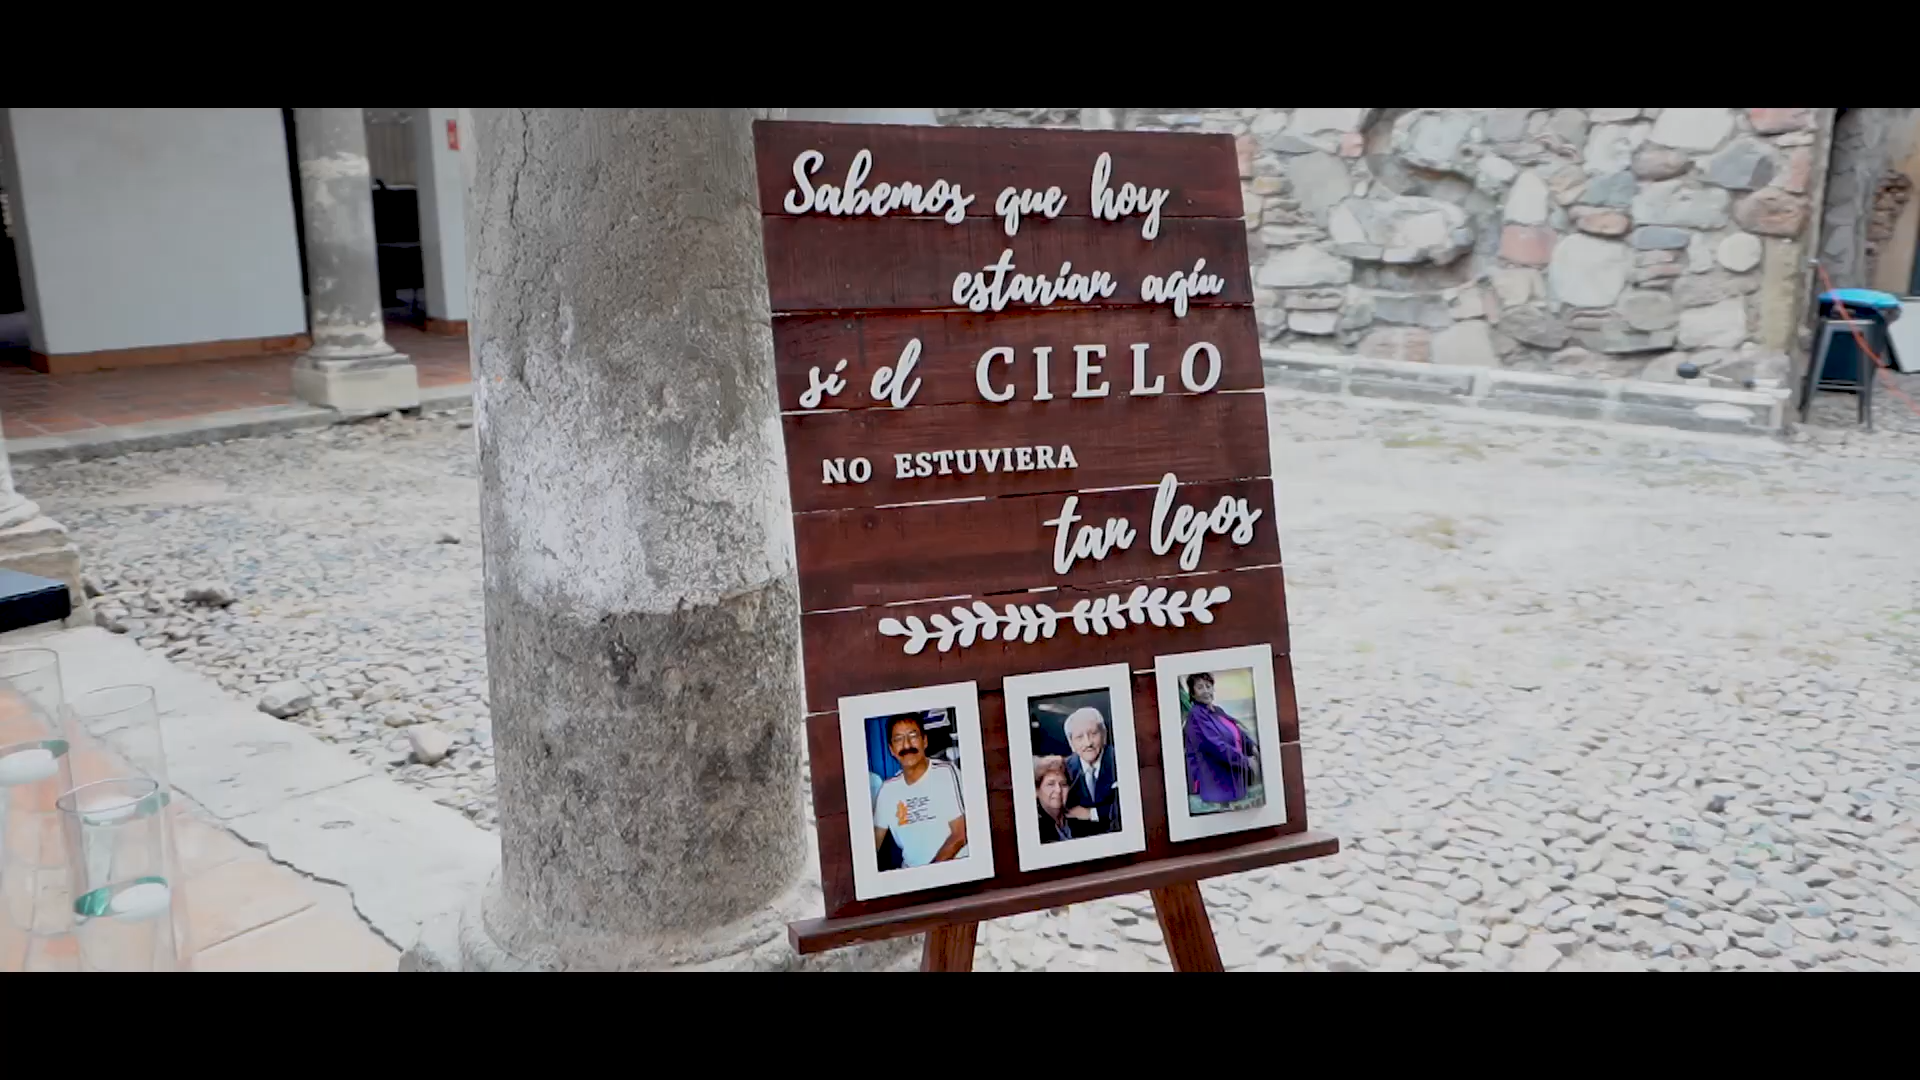 Sabemos que hoy
estarían aqíu
sí el CIELO
NO ESTUVIERA
tan lejos